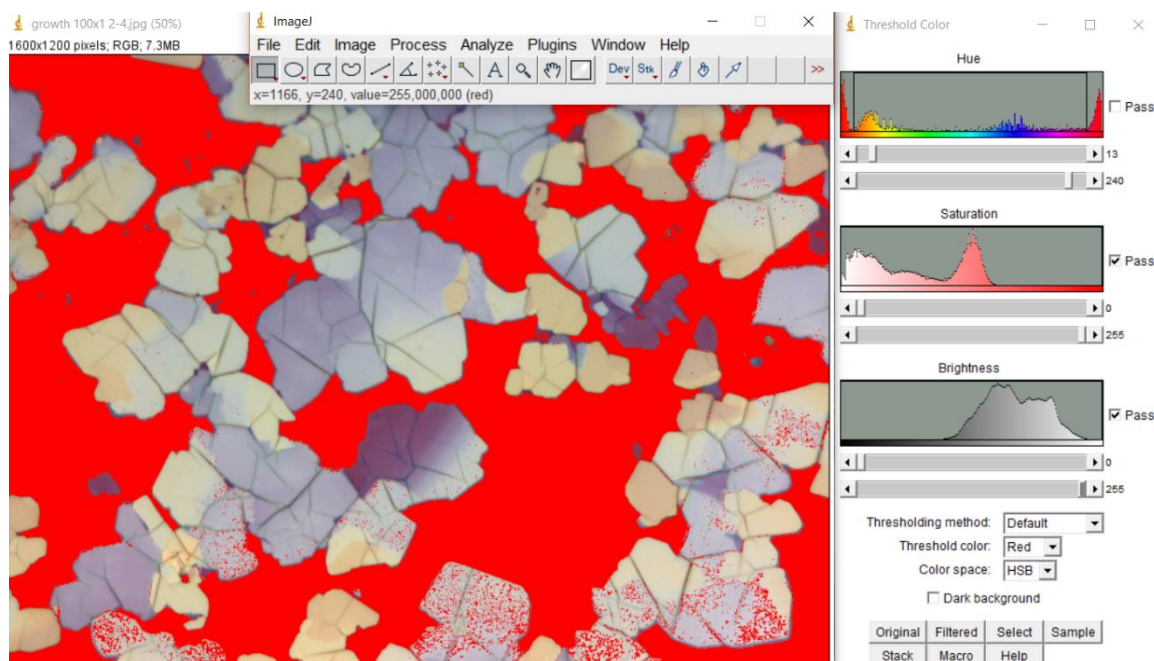 growth 100x1 2-4.jpg (50%)
1600x1200 pixels; RGB; 7.3MB
ImageJ
File Edit Image Process Analyze Plugins Window Help
A Dev Stk >>
x=1166, y=240, value=255,000,000 (red)
Threshold Color
Hue
Pass
13
240
Saturation
Pass
0
255
Brightness
Pass
0
255
Thresholding method: Default
Threshold color: Red
Color space: HSB
Dark background
Original Filtered Select Sample
Stack Macro Help